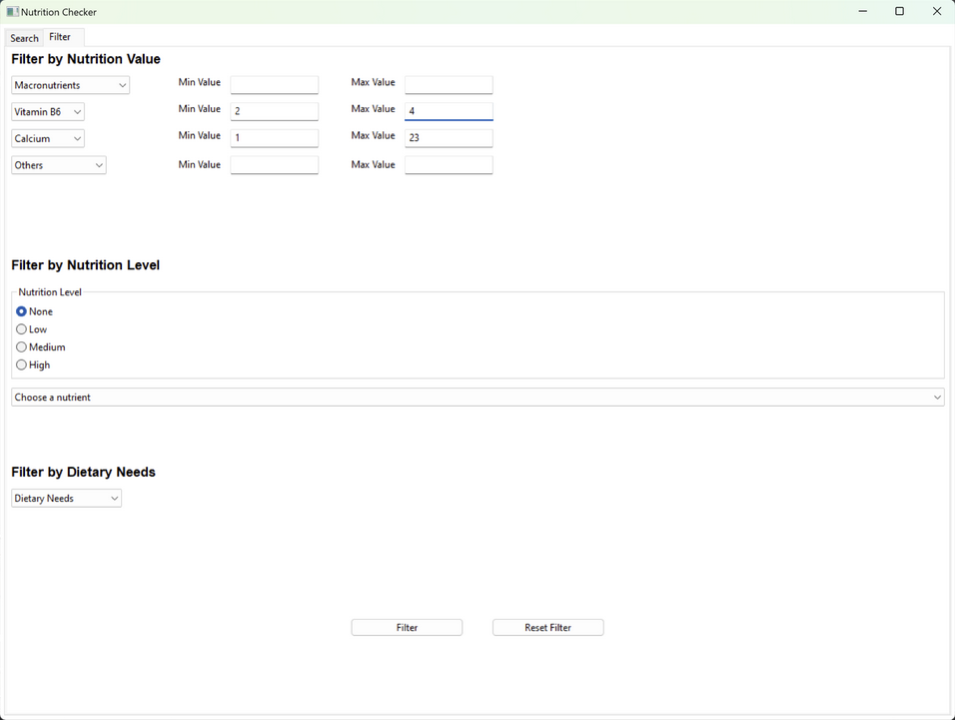 Nutrition Checker
Search Filter
Filter by Nutrition Value
Macronutrients Min Value Max Value
Vitamin B6 Min Value 2 Max Value 4
Calcium Min Value 1 Max Value 23
Others Min Value Max Value
Filter by Nutrition Level
Nutrition Level
None
Low
Medium
High
Choose a nutrient
Filter by Dietary Needs
Dietary Needs
Filter Reset Filter